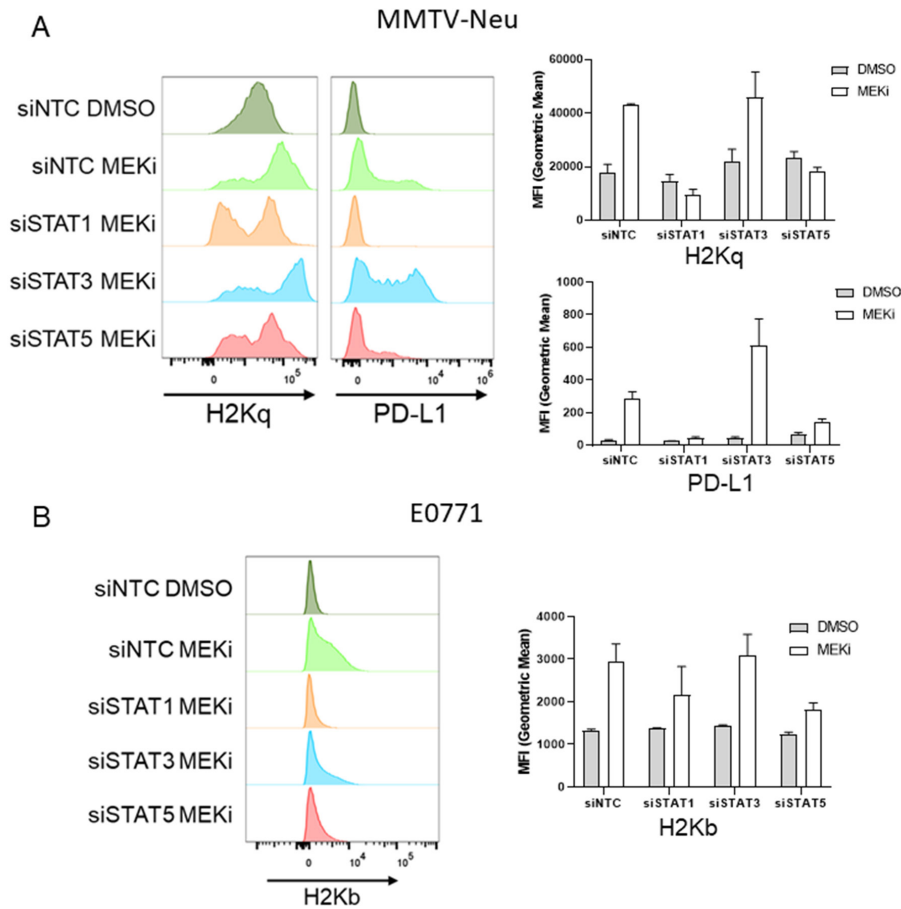 A
MMTV-Neu
siNTC DMSO
siNTC MEKi
siSTAT1 MEKi
siSTAT3 MEKi
siSTAT5 MEKi
0 10^5
H2Kq
0 10^4 10^6
PD-L1
MFI (Geometric Mean)
60000
40000
20000
0
siNTC siSTAT1 siSTAT3 siSTAT5
H2Kq
DMSO
MEKi
MFI (Geometric Mean)
1000
800
600
400
200
0
siNTC siSTAT1 siSTAT3 siSTAT5
PD-L1
DMSO
MEKi
B
E0771
siNTC DMSO
siNTC MEKi
siSTAT1 MEKi
siSTAT3 MEKi
siSTAT5 MEKi
0 10^4 10^5
H2Kb
MFI (Geometric Mean)
4000
3000
2000
1000
0
siNTC siSTAT1 siSTAT3 siSTAT5
H2Kb
DMSO
MEKi